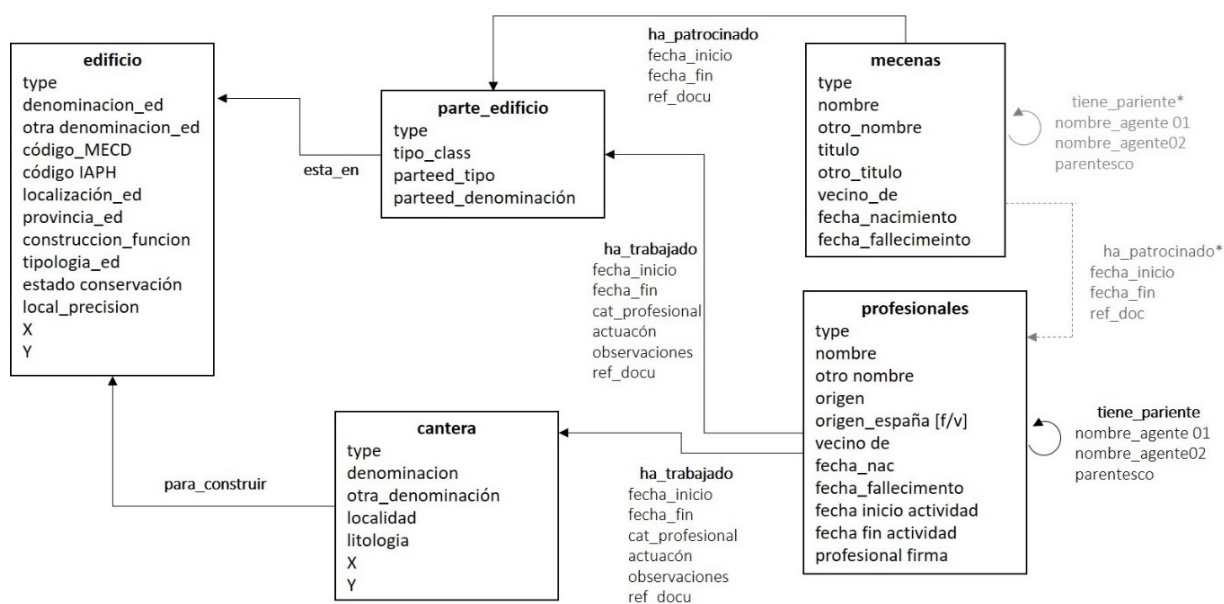 edificio
type
denominacion_ed
otra denominacion_ed
código_MECD
código IAPH
localización_ed
provincia_ed
construccion_funcion
tipologia_ed
estado conservación
local_precision
X
Y
esta_en
parte_edificio
type
tipo_class
parteed_tipo
parteed_denominación
ha_patrocinado
fecha_inicio
fecha_fin
ref_docu
mecenas
type
nombre
otro_nombre
titulo
otro_titulo
vecino_de
fecha_nacimiento
fecha_fallecimeinto
tiene_pariente*
nombre_agente 01
nombre_agente02
parentesco
ha_patrocinado*
fecha_inicio
fecha_fin
ref_doc
ha_trabajado
fecha_inicio
fecha_fin
cat_profesional
actuacón
observaciones
ref_docu
profesionales
type
nombre
otro nombre
origen
origen_españa [f/v]
vecino de
fecha_nac
fecha_fallecimento
fecha inicio actividad
fecha fin actividad
profesional firma
tiene_pariente
nombre_agente 01
nombre_agente02
parentesco
para_construir
cantera
type
denominacion
otra_denominación
localidad
litologia
X
Y
ha_trabajado
fecha_inicio
fecha_fin
cat_profesional
actuacón
observaciones
ref_docu